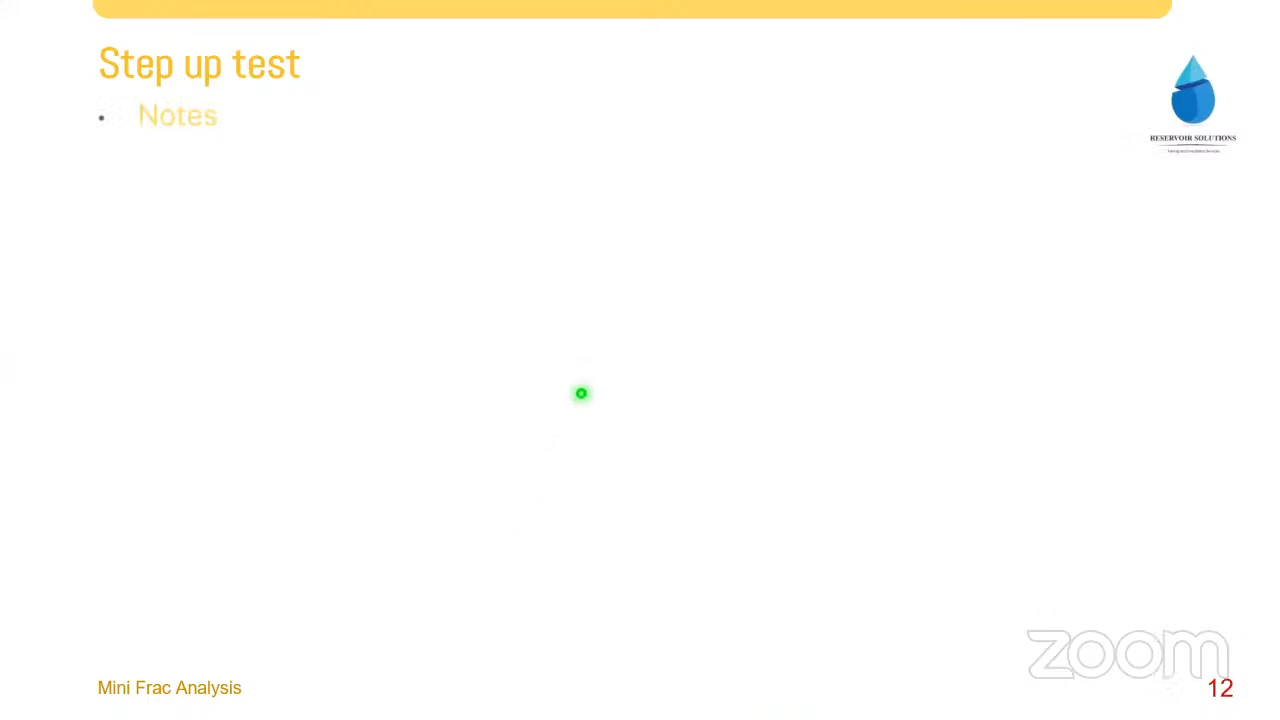 Step up test
• Notes
RESERVOIR SOLUTIONS
zoom
Mini Frac Analysis
12